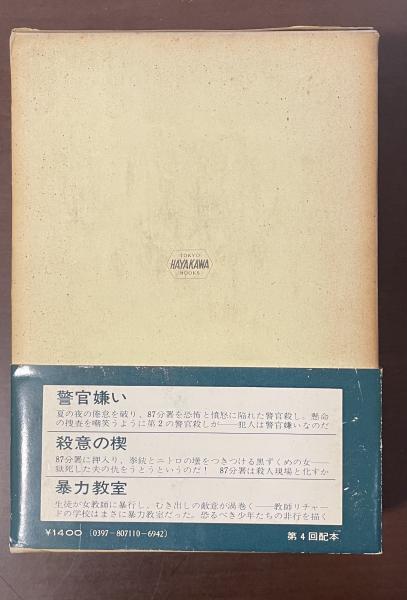 TOKYO
HAYAKAWA
BOOKS
警官嫌い
夏の夜の倦怠を破り、87分署を恐怖と憤怒に陥れた警官殺し。懸命
の捜査を嘲笑うように第2の警官殺しが——犯人は警官嫌いなのだ
殺意の楔
87分署に押入り、拳銃とニトロの壜をつきつける黒ずくめの女——
獄死した夫の仇をうとうというのだ! 87分署は殺人現場と化すか
暴力教室
生徒が女教師に暴行し、むき出しの敵意が渦巻く——教師リチャー
ドの学校はまさに暴力教室だった。恐るべき少年たちの非行を描く
¥1400 (0397-807110-6942)
第4回配本